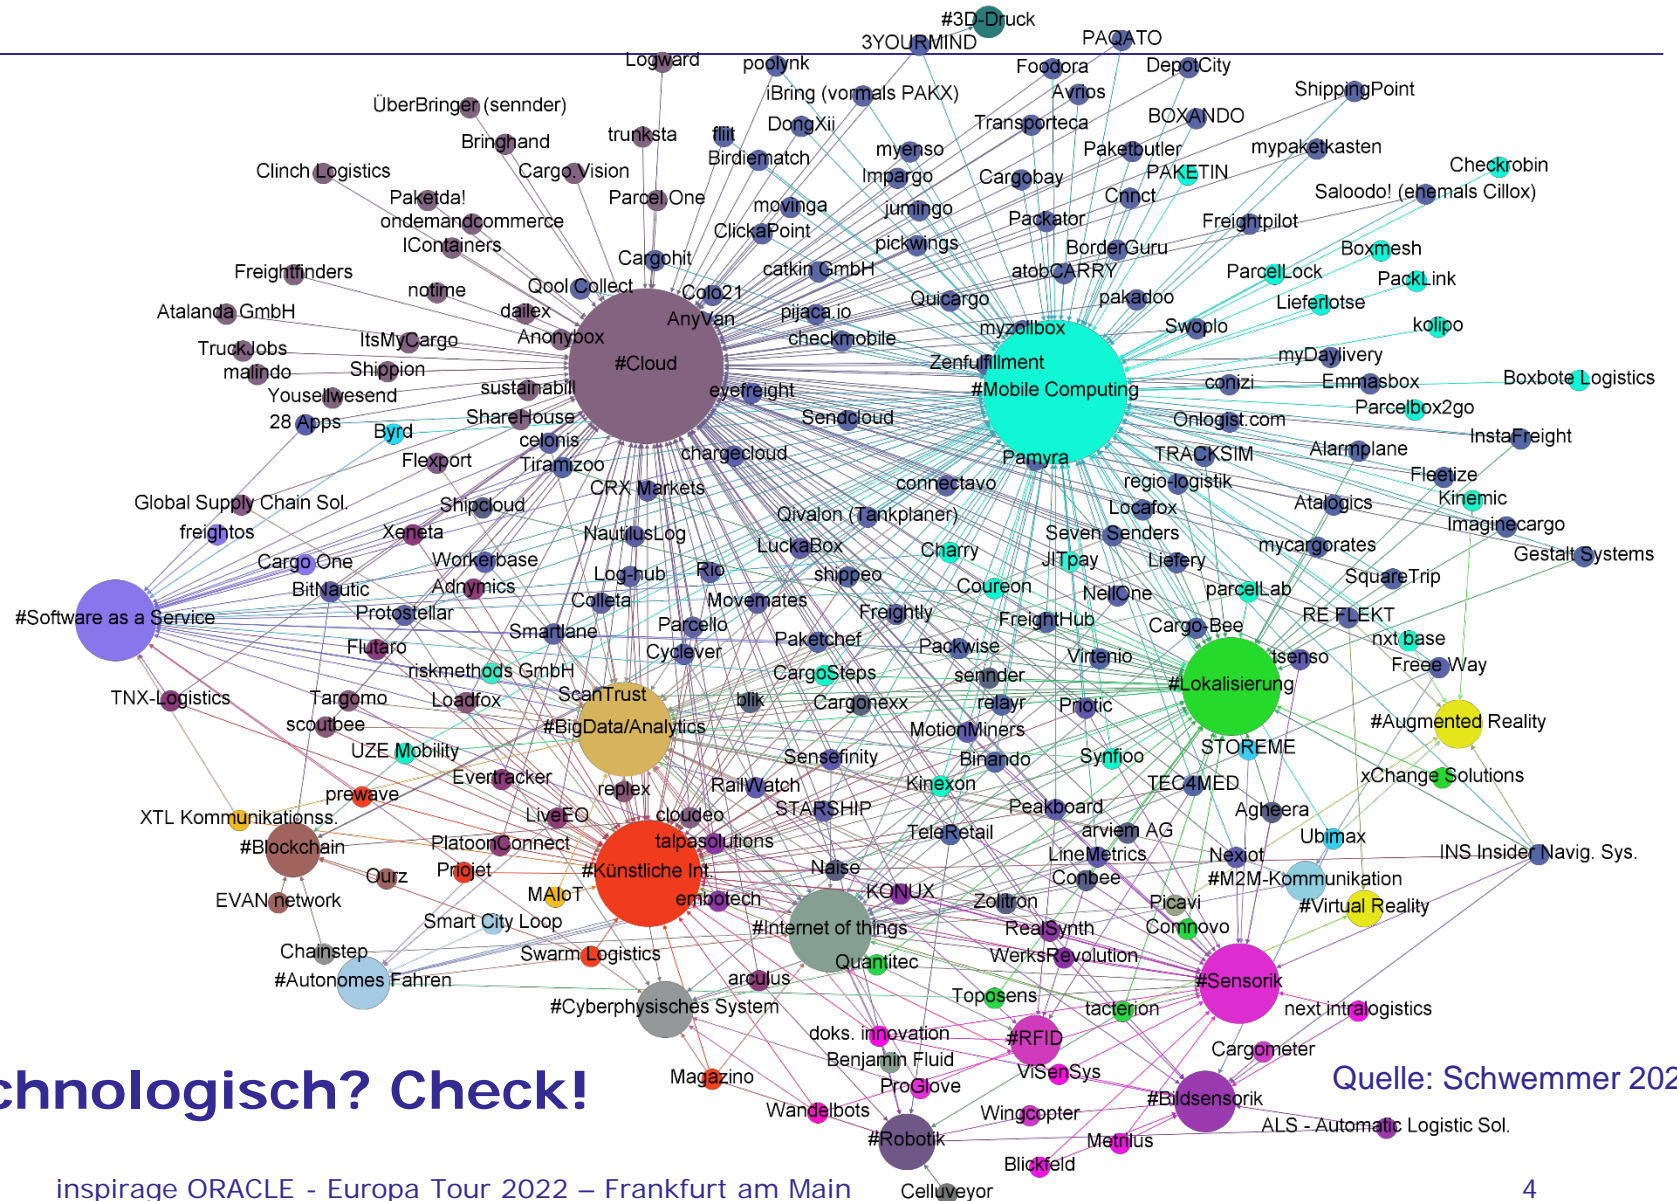 #3D-Druck
3YOURMIND
PAQATO
Logward
poolynk
Foodora
DepotCity
ÜberBringer (sennder)
iBring (vormals PAKX)
Avrios
ShippingPoint
Bringhand
trunksta
fliit
DongXii
Transporteca
BOXANDO
Clinch Logistics
Cargo.Vision
Birdiematch
myenso
Paketbutler
mypaketkasten
Checkrobin
Paketda!
Parcel.One
Impargo
Cargobay
PAKETIN
Saloodo! (ehemals Cillox)
ondemandcommerce
movinga
jumingo
Packator
Cnnct
Freightpilot
IContainers
ClickaPoint
pickwings
BorderGuru
Boxmesh
Freightfinders
Cargohit
catkin GmbH
atobCARRY
ParcelLock
PackLink
notime
Qool Collect
Colo21
Quicargo
pakadoo
Lieferlotse
Atalanda GmbH
dailex
AnyVan
pijaca.io
myzollbox
Swoplo
kolipo
TruckJobs
ItsMyCargo
Anonybox
checkmobile
malindo
Shippion
#Cloud
Zenfulfillment
myDaylivery
Yousellwesend
sustainabill
eyefreight
#Mobile Computing
conizi
Emmasbox
Boxbote Logistics
28 Apps
Byrd
ShareHouse
Sendcloud
Onlogist.com
Parcelbox2go
celonis
InstaFreight
Flexport
Tiramizoo
chargecloud
Pamyra
TRACKSIM
Alarmplane
Fleetize
Global Supply Chain Sol.
Shipcloud
CRX Markets
connectavo
regio-logistik
Atalogics
Kinemic
freightos
Xeneta
NautilusLog
Qivalon (Tankplaner)
Locafox
Imaginecargo
Cargo One
Workerbase
LuckaBox
Charry
Seven Senders
mycargorates
Gestalt Systems
BitNautic
Adnymics
Log-hub
Rio
shippeo
Coureon
JITpay
Liefery
SquareTrip
#Software as a Service
Protostellar
Colleta
Movemates
Freightly
NellOne
parcelLab
RE FLEKT
Flutaro
Smartlane
Parcello
Paketchef
FreightHub
Cargo-Bee
nxt base
riskmethods GmbH
Cyclever
Packwise
Virtenio
tsenso
Freee Way
TNX-Logistics
Targomo
Loadfox
ScanTrust
blik
CargoSteps
sennder
#Lokalisierung
scoutbee
#BigData/Analytics
Cargonexx
relayr
Priotic
#Augmented Reality
UZE Mobility
Sensefinity
MotionMiners
Synfioo
STOREME
Evertracker
replex
RailWatch
Kinexon
Binando
TEC4MED
xChange Solutions
prewave
XTL Kommunikationss.
LiveEO
cloudeo
STARSHIP
Peakboard
Agheera
#Blockchain
PlatoonConnect
talpasolutions
TeleRetail
arviem AG
Ubimax
Ourz
Priojet
#Künstliche Int.
Naise
LineMetrics
Nexiot
INS Insider Navig. Sys.
EVAN network
MAIoT
embotech
KONUX
Conbee
#M2M-Kommunikation
Smart City Loop
#Internet of things
Zolitron
Picavi
#Virtual Reality
Chainstep
Swarm Logistics
RealSynth
Comnovo
#Autonomes Fahren
arculus
Quantitec
WerksRevolution
#Sensorik
#Cyberphysisches System
Toposens
tacterion
next intralogistics
doks. innovation
#RFID
Cargometer
Benjamin Fluid
ViSenSys
Magazino
ProGlove
#Bildsensorik
Quelle: Schwemmer 202
chnologisch? Check!
Wandelbots
Wingcopter
ALS - Automatic Logistic Sol.
#Robotik
Metrilus
Blickfeld
Celluveyor
inspirage ORACLE - Europa Tour 2022 – Frankfurt am Main
4